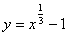 y = x^{1/3} − 1